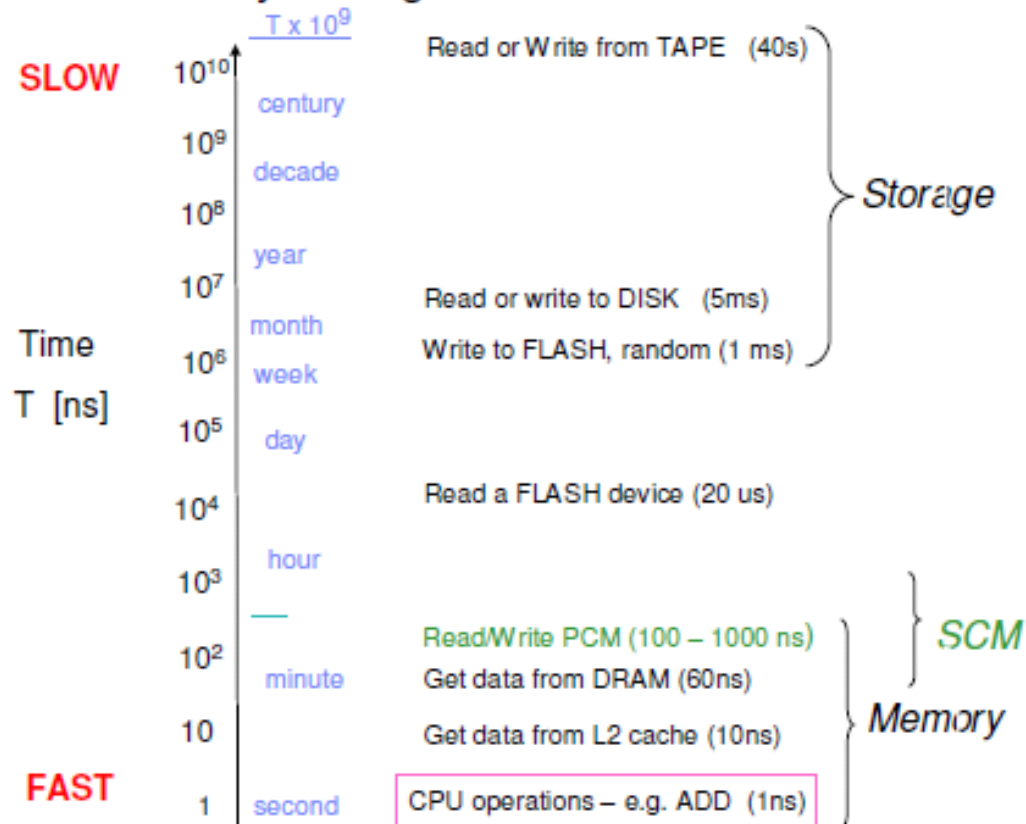 T x 10⁹
Read or Write from TAPE (40s)
SLOW
10¹⁰
century
10⁹
decade
Storage
10⁸
year
10⁷
Read or write to DISK (5ms)
month
Time
Write to FLASH, random (1 ms)
10⁶
week
T [ns]
10⁵
day
Read a FLASH device (20 us)
10⁴
hour
10³
SCM
Read/Write PCM (100 – 1000 ns)
10²
minute
Get data from DRAM (60ns)
Memory
10
Get data from L2 cache (10ns)
FAST
1
second
CPU operations – e.g. ADD (1ns)